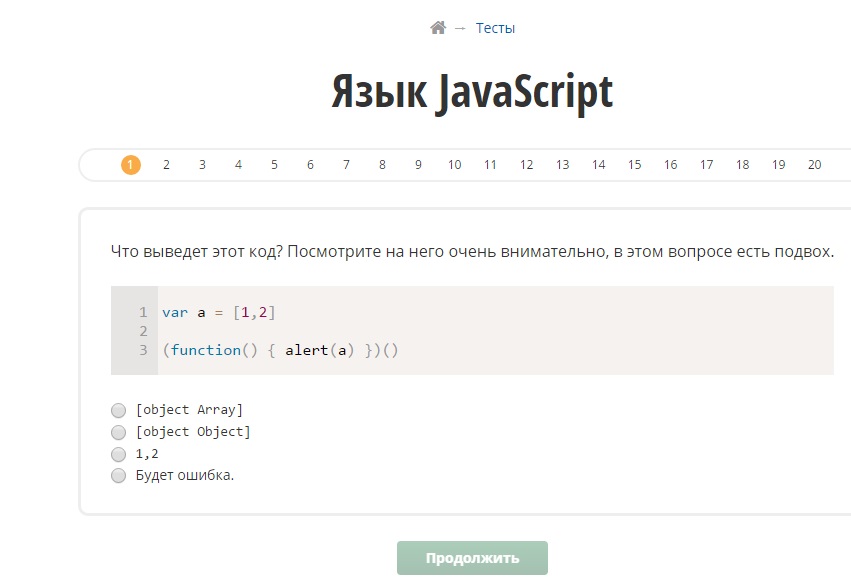 → Тесты
Язык JavaScript
1 2 3 4 5 6 7 8 9 10 11 12 13 14 15 16 17 18 19 20
Что выведет этот код? Посмотрите на него очень внимательно, в этом вопросе есть подвох.
1 var a = [1,2]
2
3 (function() { alert(a) })()
[object Array]
[object Object]
1,2
Будет ошибка.
Продолжить